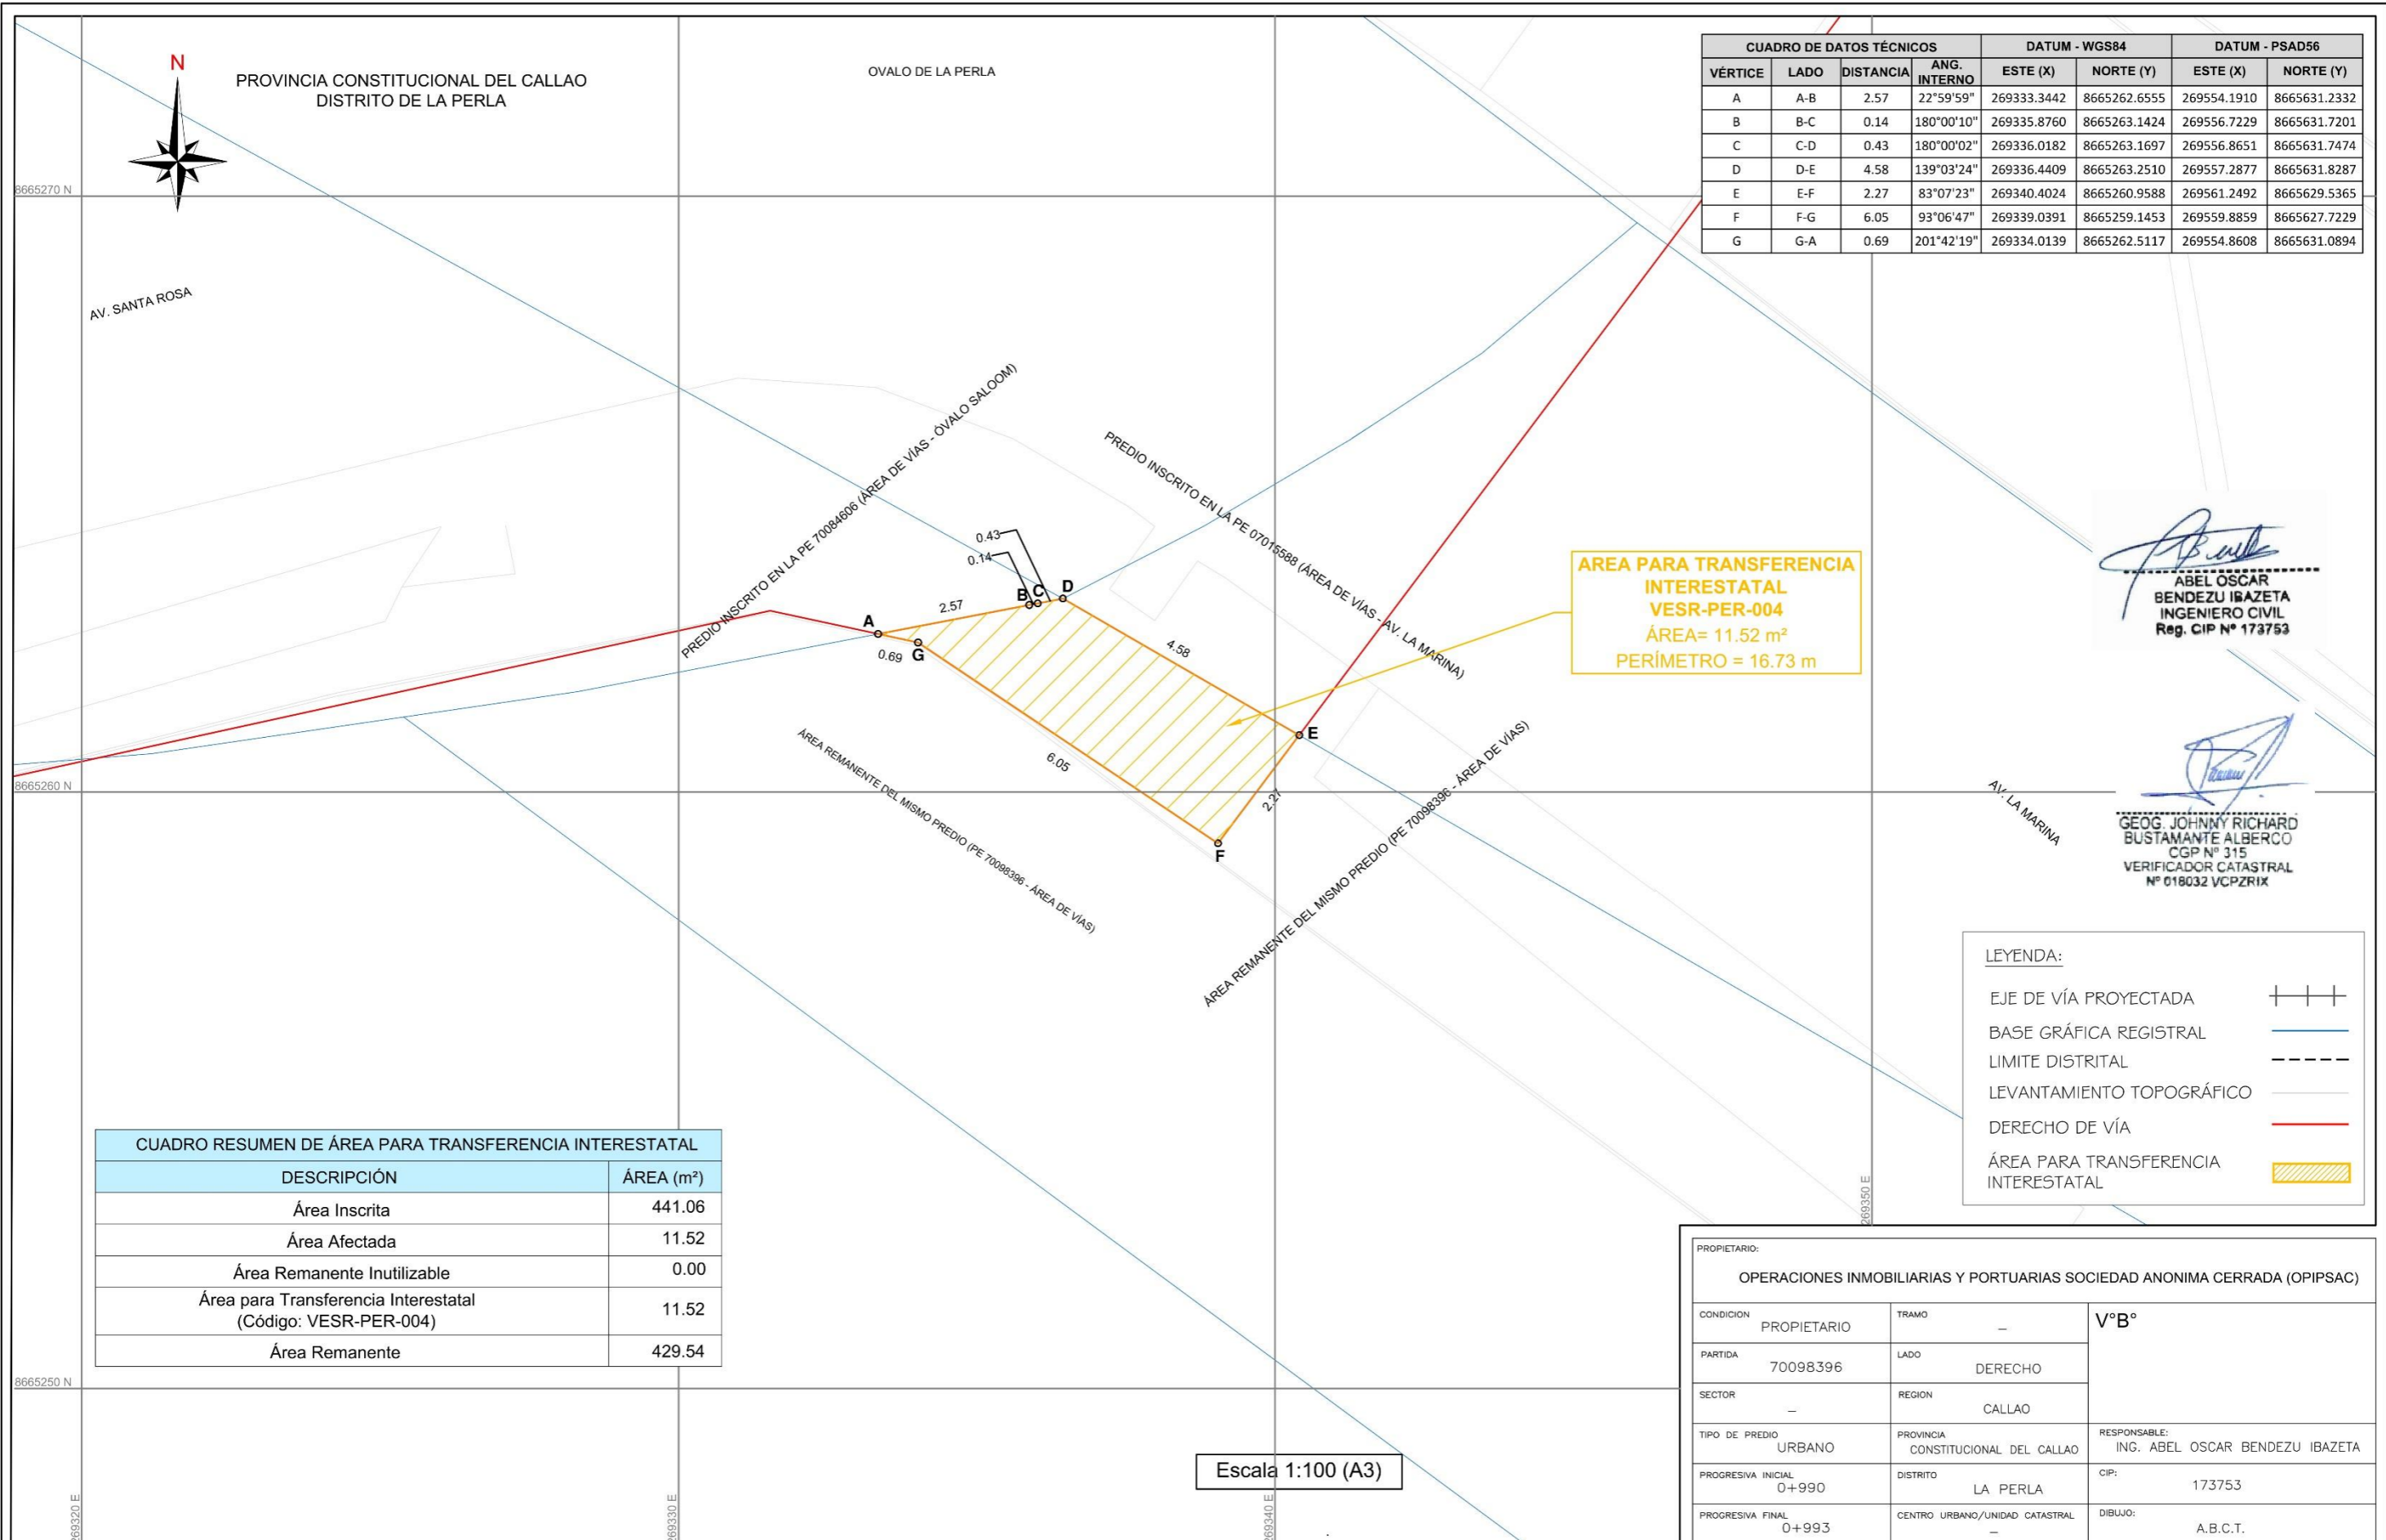 N
PROVINCIA CONSTITUCIONAL DEL CALLAO
DISTRITO DE LA PERLA
OVALO DE LA PERLA
CUADRO DE DATOS TÉCNICOS DATUM - WGS84 DATUM - PSAD56
VÉRTICE LADO DISTANCIA ANG. INTERNO ESTE (X) NORTE (Y) ESTE (X) NORTE (Y)
A A-B 2.57 22°59'59" 269333.3442 8665262.6555 269554.1910 8665631.2332
B B-C 0.14 180°00'10" 269335.8760 8665263.1424 269556.7229 8665631.7201
C C-D 0.43 180°00'02" 269336.0182 8665263.1697 269556.8651 8665631.7474
D D-E 4.58 139°03'24" 269336.4409 8665263.2510 269557.2877 8665631.8287
E E-F 2.27 83°07'23" 269340.4024 8665260.9588 269561.2492 8665629.5365
F F-G 6.05 93°06'47" 269339.0391 8665259.1453 269559.8859 8665627.7229
G G-A 0.69 201°42'19" 269334.0139 8665262.5117 269554.8608 8665631.0894
8665270 N
AV. SANTA ROSA
PREDIO INSCRITO EN LA PE 70084606 (ÁREA DE VÍAS - ÓVALO SALOOM)
PREDIO INSCRITO EN LA PE 07015588 (ÁREA DE VÍAS - AV. LA MARINA)
0.43
0.14
2.57
A
B
C
D
0.69
G
4.58
E
6.05
2.27
F
AREA PARA TRANSFERENCIA
INTERESTATAL
VESR-PER-004
ÁREA= 11.52 m²
PERÍMETRO = 16.73 m
ABEL OSCAR
BENDEZU IBAZETA
INGENIERO CIVIL
Reg. CIP Nº 173753
ÁREA REMANENTE DEL MISMO PREDIO (PE 70098396 - ÁREA DE VÍAS)
ÁREA REMANENTE DEL MISMO PREDIO (PE 70098396 - ÁREA DE VÍAS)
8665260 N
AV. LA MARINA
GEOG. JOHNNY RICHARD
BUSTAMANTE ALBERCO
CGP Nº 315
VERIFICADOR CATASTRAL
Nº 016032 VCPZRIX
LEYENDA:
EJE DE VÍA PROYECTADA
BASE GRÁFICA REGISTRAL
LIMITE DISTRITAL
LEVANTAMIENTO TOPOGRÁFICO
DERECHO DE VÍA
ÁREA PARA TRANSFERENCIA
INTERESTATAL
CUADRO RESUMEN DE ÁREA PARA TRANSFERENCIA INTERESTATAL
DESCRIPCIÓN ÁREA (m²)
Área Inscrita 441.06
Área Afectada 11.52
Área Remanente Inutilizable 0.00
Área para Transferencia Interestatal
(Código: VESR-PER-004) 11.52
Área Remanente 429.54
8665250 N
269320 E
269330 E
269340 E
269350 E
Escala 1:100 (A3)
PROPIETARIO:
OPERACIONES INMOBILIARIAS Y PORTUARIAS SOCIEDAD ANONIMA CERRADA (OPIPSAC)
CONDICION PROPIETARIO TRAMO – V°B°
PARTIDA 70098396 LADO DERECHO
SECTOR – REGION CALLAO
TIPO DE PREDIO URBANO PROVINCIA CONSTITUCIONAL DEL CALLAO RESPONSABLE: ING. ABEL OSCAR BENDEZU IBAZETA
PROGRESIVA INICIAL 0+990 DISTRITO LA PERLA CIP: 173753
PROGRESIVA FINAL 0+993 CENTRO URBANO/UNIDAD CATASTRAL – DIBUJO: A.B.C.T.